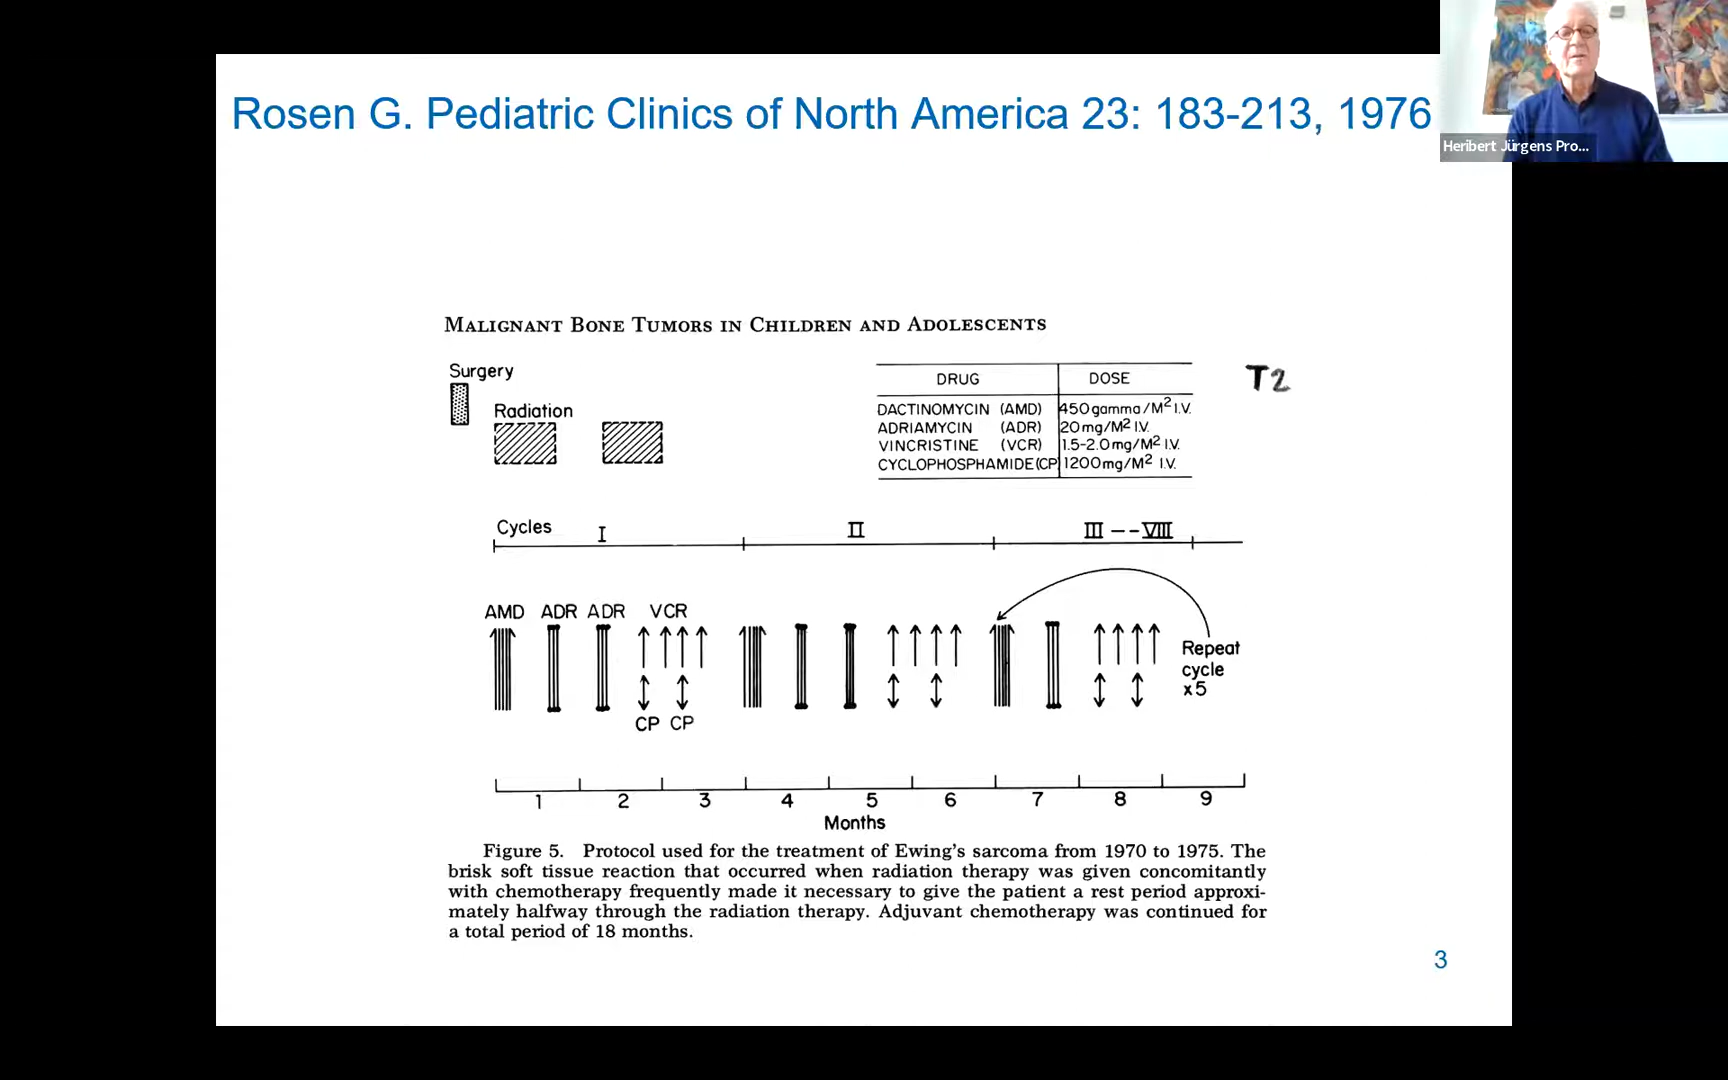 Rosen G. Pediatric Clinics of North America 23: 183-213, 1976
Heribert Jürgens Pro...
MALIGNANT BONE TUMORS IN CHILDREN AND ADOLESCENTS
Surgery
Radiation
DRUG DOSE
DACTINOMYCIN (AMD) 450 gamma/M² I.V.
ADRIAMYCIN (ADR) 20 mg/M² I.V.
VINCRISTINE (VCR) 1.5-2.0 mg/M² I.V.
CYCLOPHOSPHAMIDE (CP) 1200 mg/M² I.V.
T2
Cycles I II III -- VIII
AMD ADR ADR VCR
Repeat
cycle
x5
CP CP
1 2 3 4 5 6 7 8 9
Months
Figure 5. Protocol used for the treatment of Ewing's sarcoma from 1970 to 1975. The
brisk soft tissue reaction that occurred when radiation therapy was given concomitantly
with chemotherapy frequently made it necessary to give the patient a rest period approxi-
mately halfway through the radiation therapy. Adjuvant chemotherapy was continued for
a total period of 18 months.
3